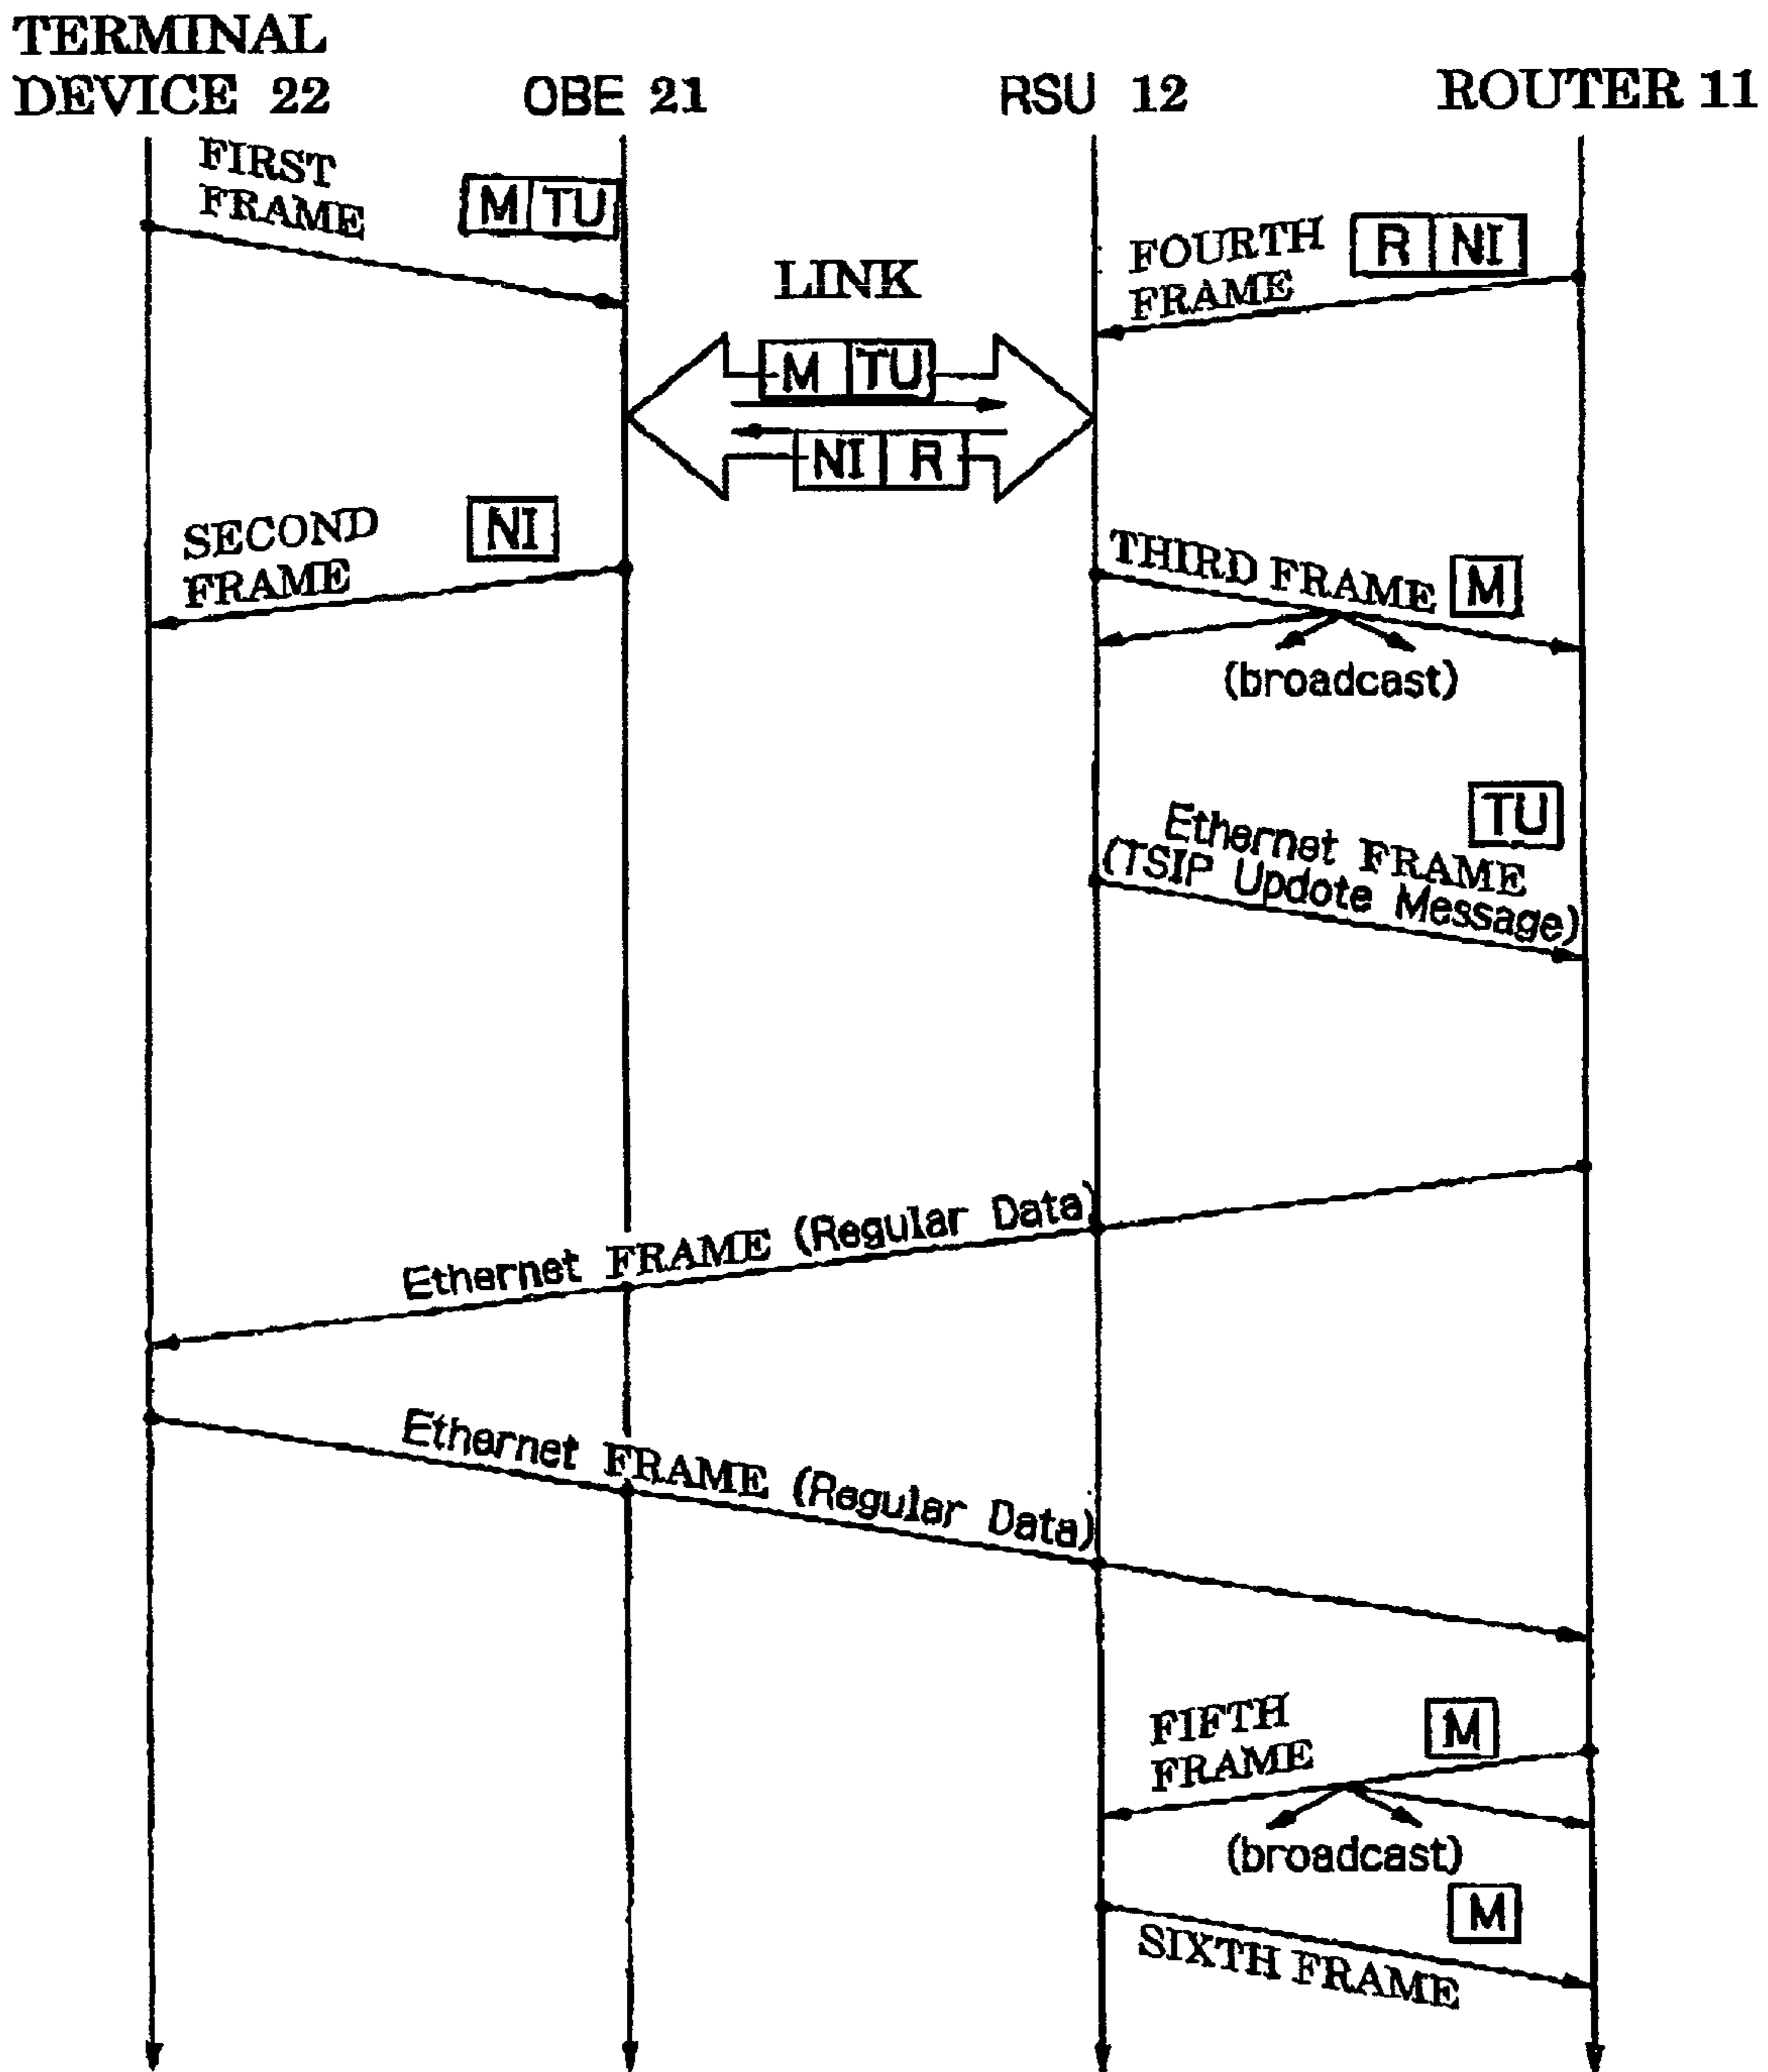 TERMINAL
DEVICE 22
OBE 21
RSU 12
ROUTER 11
FIRST
FRAME
M TU
FOURTH
FRAME
R NI
LINK
M TU
NI R
SECOND
FRAME
NI
THIRD FRAME
M
(broadcast)
TU
Ethernet FRAME
(TSIP Updote Message)
Ethernet FRAME (Regular Data)
Ethernet FRAME (Regular Data)
FIFTH
FRAME
M
(broadcast)
M
SIXTH FRAME